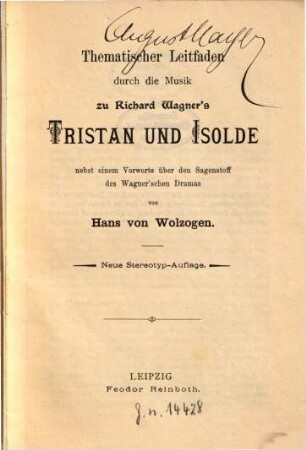 August Mayer
Thematischer Leitfaden
durch die Musik
zu Richard Wagner's
TRISTAN UND ISOLDE
nebst einem Vorworte über den Sagenstoff
des Wagner'schen Dramas
von
Hans von Wolzogen.
Neue Stereotyp-Auflage.
LEIPZIG
Feodor Reinboth.
g. n. 14428